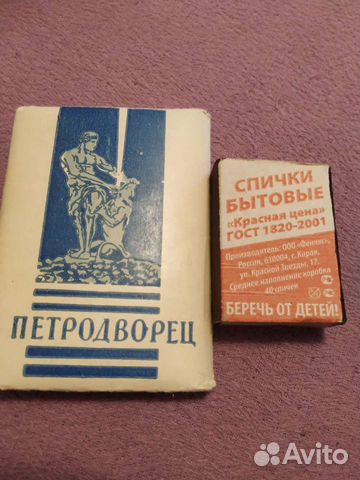 ПЕТРОДВОРЕЦ
СПИЧКИ
БЫТОВЫЕ
«Красная цена»
ГОСТ 1820-2001
Производитель: ООО «Феникс»,
Россия, 610004, г. Киров,
ул. Красной Звезды, 17.
Среднее наполнение коробка
40 спичек
БЕРЕЧЬ ОТ ДЕТЕЙ!
Avito